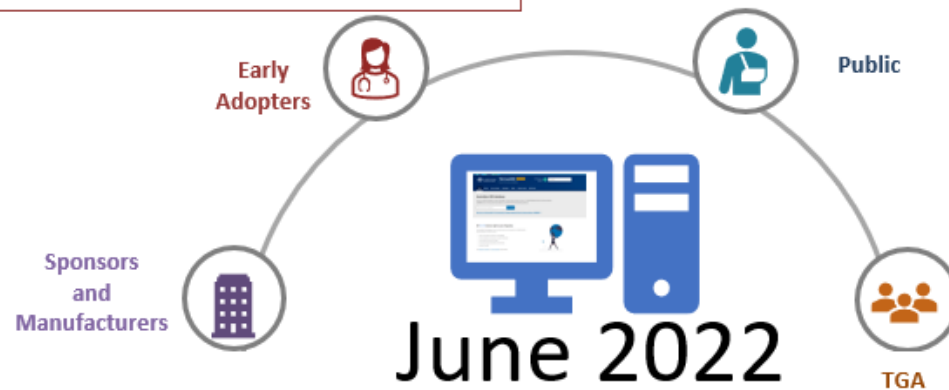 Early
Adopters
Public
Sponsors
and
Manufacturers
June 2022
TGA